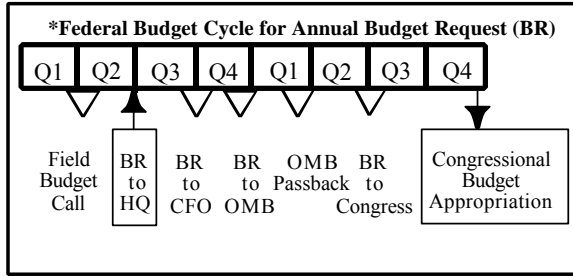 *Federal Budget Cycle for Annual Budget Request (BR)
Q1 Q2 Q3 Q4 Q1 Q2 Q3 Q4
Field
Budget
Call
BR
to
HQ
BR
to
CFO
BR
to
OMB
OMB
Passback
BR
to
Congress
Congressional
Budget
Appropriation